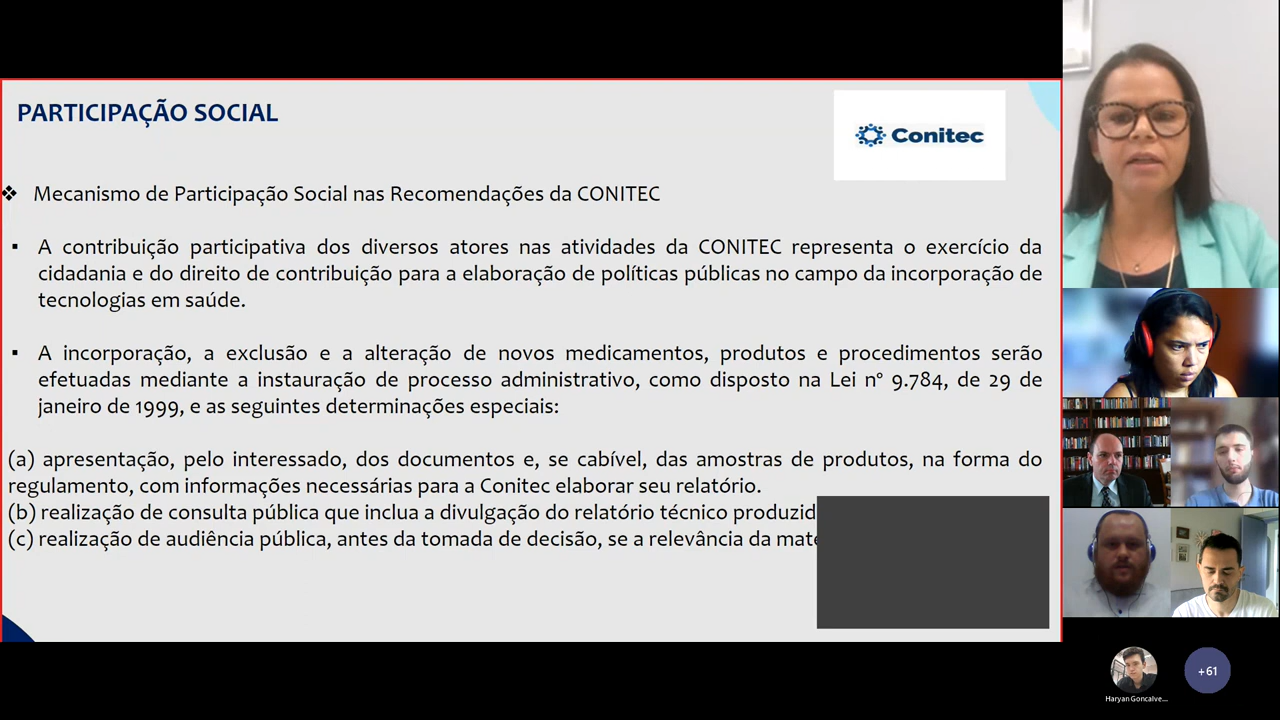 PARTICIPAÇÃO SOCIAL
Conitec
❖ Mecanismo de Participação Social nas Recomendações da CONITEC
▪ A contribuição participativa dos diversos atores nas atividades da CONITEC representa o exercício da
cidadania e do direito de contribuição para a elaboração de políticas públicas no campo da incorporação de
tecnologias em saúde.
▪ A incorporação, a exclusão e a alteração de novos medicamentos, produtos e procedimentos serão
efetuadas mediante a instauração de processo administrativo, como disposto na Lei nº 9.784, de 29 de
janeiro de 1999, e as seguintes determinações especiais:
(a) apresentação, pelo interessado, dos documentos e, se cabível, das amostras de produtos, na forma do
regulamento, com informações necessárias para a Conitec elaborar seu relatório.
(b) realização de consulta pública que inclua a divulgação do relatório técnico produzid
(c) realização de audiência pública, antes da tomada de decisão, se a relevância da mat
Haryan Goncalve...
+61